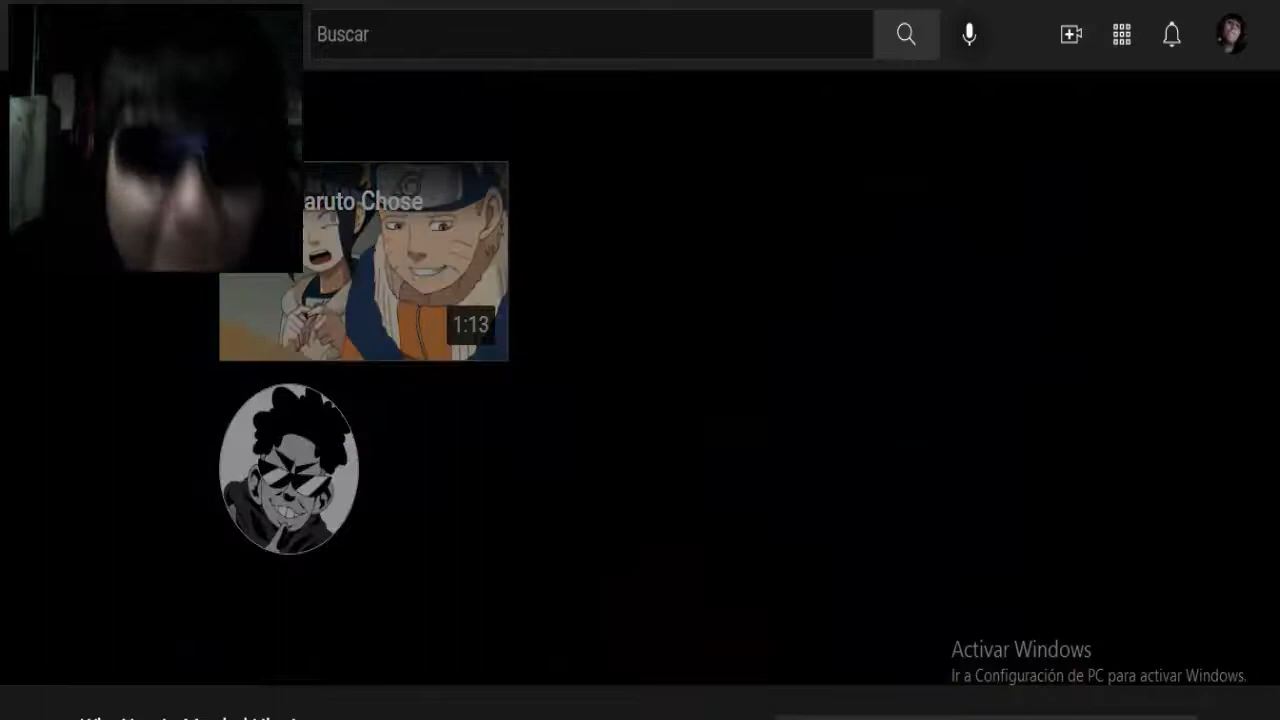 Buscar
aruto Chose
1:13
Activar Windows
Ir a Configuración de PC para activar Windows.